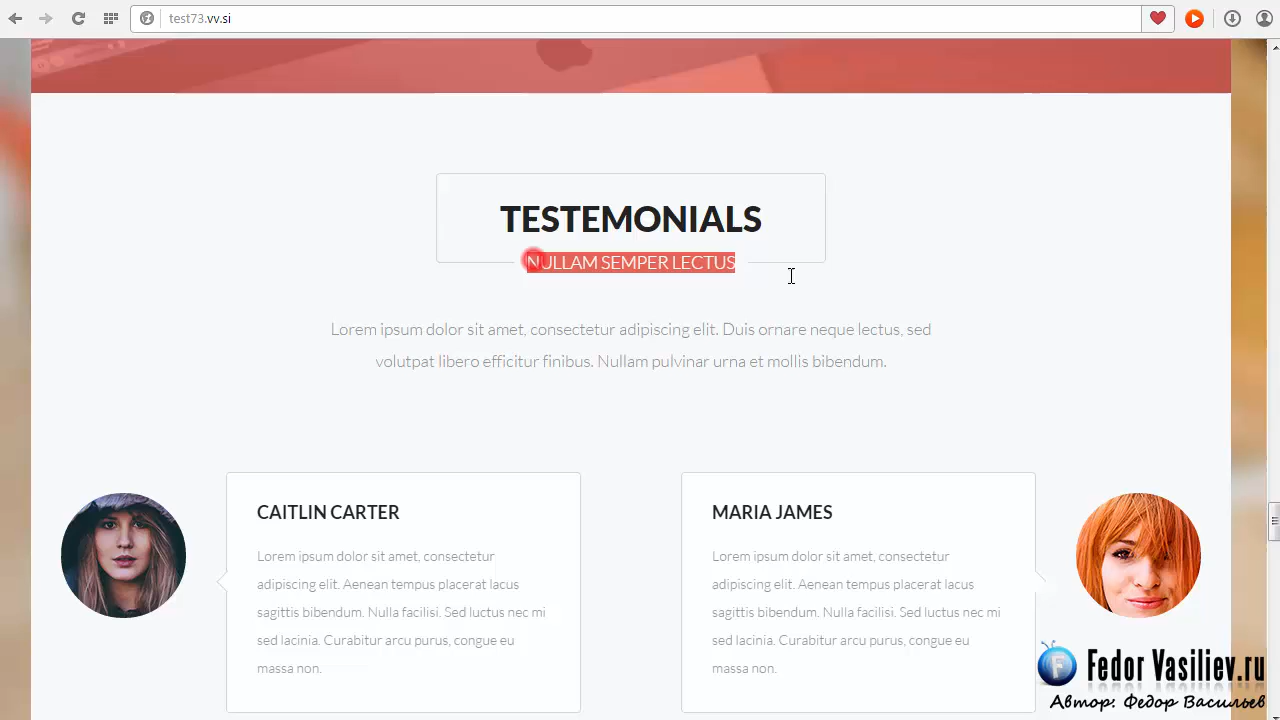 test73.vv.si
TESTEMONIALS
NULLAM SEMPER LECTUS
Lorem ipsum dolor sit amet, consectetur adipiscing elit. Duis ornare neque lectus, sed
volutpat libero efficitur finibus. Nullam pulvinar urna et mollis bibendum.
CAITLIN CARTER
Lorem ipsum dolor sit amet, consectetur
adipiscing elit. Aenean tempus placerat lacus
sagittis bibendum. Nulla facilisi. Sed luctus nec mi
sed lacinia. Curabitur arcu purus, congue eu
massa non.
MARIA JAMES
Lorem ipsum dolor sit amet, consectetur
adipiscing elit. Aenean tempus placerat lacus
sagittis bibendum. Nulla facilisi. Sed luctus nec mi
sed lacinia. Curabitur arcu purus, congue eu
massa non.
F Fedor Vasiliev.ru
Автор: Федор Васильев